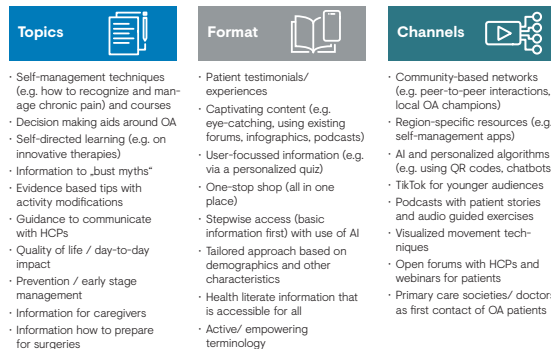 Topics
· Self-management techniques
(e.g. how to recognize and man-
age chronic pain) and courses
· Decision making aids around OA
· Self-directed learning (e.g. on
innovative therapies)
· Information to „bust myths“
· Evidence based tips with
activity modifications
· Guidance to communicate
with HCPs
· Quality of life / day-to-day
impact
· Prevention / early stage
management
· Information for caregivers
· Information how to prepare
for surgeries
Format
· Patient testimonials/
experiences
· Captivating content (e.g.
eye-catching, using existing
forums, infographics, podcasts)
· User-focussed information (e.g.
via a personalized quiz)
· One-stop shop (all in one
place)
· Stepwise access (basic
information first) with use of AI
· Tailored approach based on
demographics and other
characteristics
· Health literate information that
is accessible for all
· Active/ empowering
terminology
Channels
· Community-based networks
(e.g. peer-to-peer interactions,
local OA champions)
· Region-specific resources (e.g.
self-management apps)
· AI and personalized algorithms
(e.g. using QR codes, chatbots
· TikTok for younger audiences
· Podcasts with patient stories
and audio guided exercises
· Visualized movement tech-
niques
· Open forums with HCPs and
webinars for patients
· Primary care societies/ doctors
as first contact of OA patients